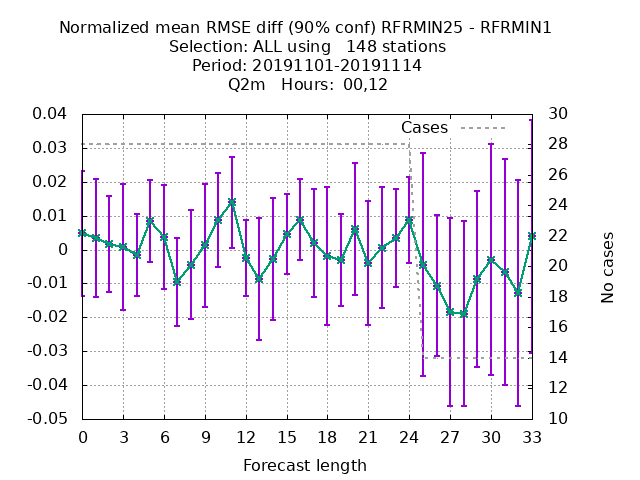 Normalized mean RMSE diff (90% conf) RFRMIN25 - RFRMIN1
Selection: ALL using   148 stations
Period: 20191101-20191114
Q2m   Hours:  00,12
0.04
0.03
0.02
0.01
0
-0.01
-0.02
-0.03
-0.04
-0.05
Cases
30
28
26
24
22
20
18
16
14
12
10
No cases
0 3 6 9 12 15 18 21 24 27 30 33
Forecast length